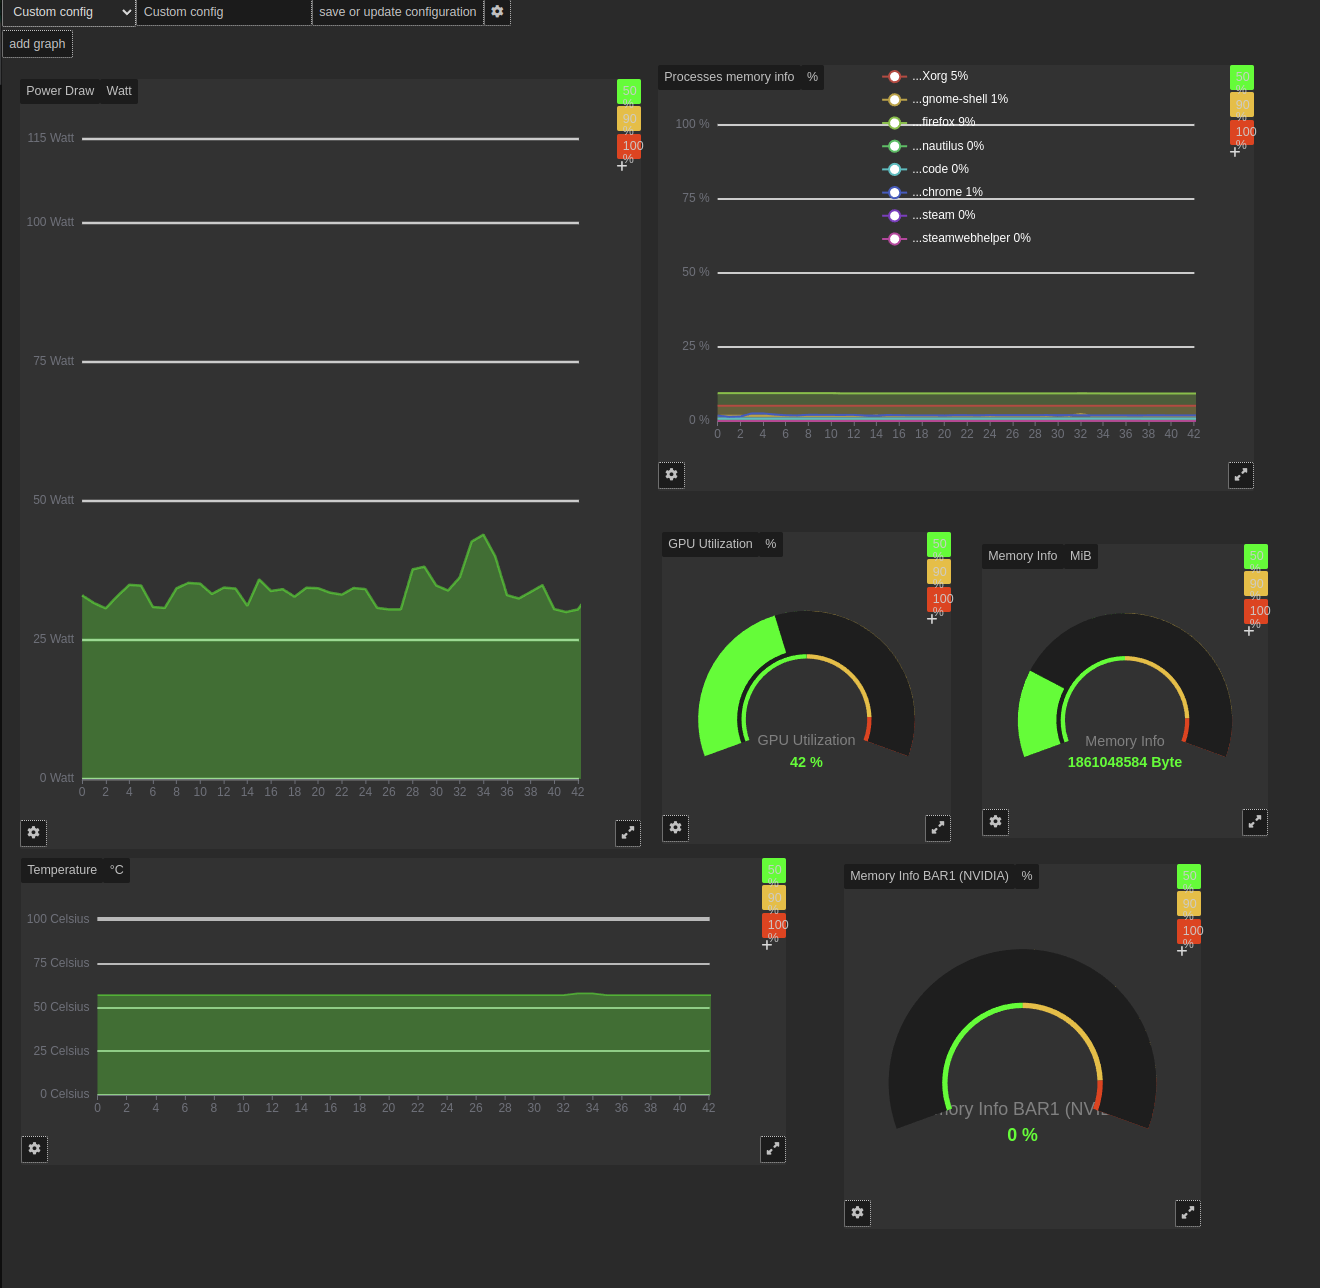 Custom config Custom config save or update configuration
add graph
Power Draw Watt
50 %
90 %
100 %
+
115 Watt
100 Watt
75 Watt
50 Watt
25 Watt
0 Watt
0 2 4 6 8 10 12 14 16 18 20 22 24 26 28 30 32 34 36 38 40 42
Processes memory info %
...Xorg 5%
...gnome-shell 1%
...firefox 9%
...nautilus 0%
...code 0%
...chrome 1%
...steam 0%
...steamwebhelper 0%
50 %
90 %
100 %
+
100 %
75 %
50 %
25 %
0 %
0 2 4 6 8 10 12 14 16 18 20 22 24 26 28 30 32 34 36 38 40 42
GPU Utilization %
50 %
90 %
100 %
+
GPU Utilization
42 %
Memory Info MiB
50 %
90 %
100 %
+
Memory Info
1861048584 Byte
Temperature °C
50 %
90 %
100 %
+
100 Celsius
75 Celsius
50 Celsius
25 Celsius
0 Celsius
0 2 4 6 8 10 12 14 16 18 20 22 24 26 28 30 32 34 36 38 40 42
Memory Info BAR1 (NVIDIA) %
50 %
90 %
100 %
+
ory Info BAR1 (NVI
0 %